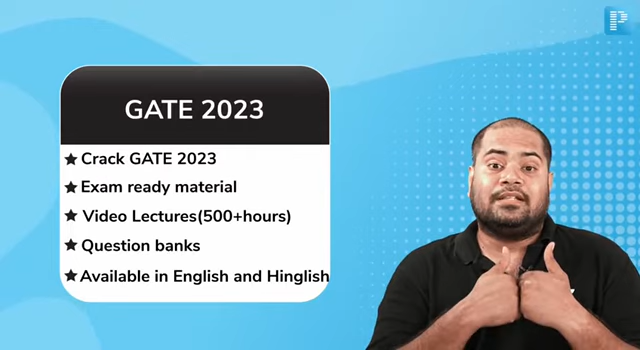 GATE 2023
★ Crack GATE 2023
★ Exam ready material
★ Video Lectures(500+hours)
★ Question banks
★ Available in English and Hinglish
P